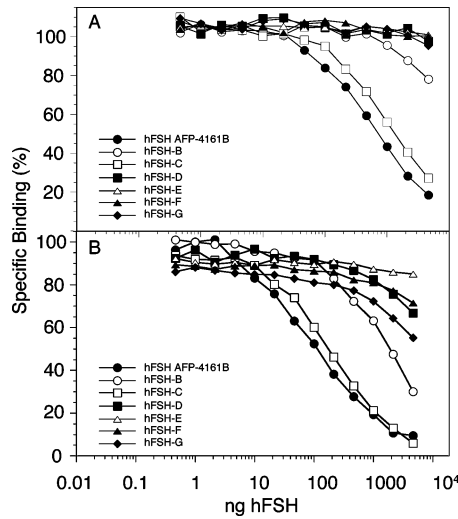 A
100
80
60
40
20
hFSH AFP-4161B
hFSH-B
hFSH-C
hFSH-D
hFSH-E
hFSH-F
hFSH-G
Specific Binding (%)
B
100
80
60
40
20
0
hFSH AFP-4161B
hFSH-B
hFSH-C
hFSH-D
hFSH-E
hFSH-F
hFSH-G
0.01 0.1 1 10 100 1000 10000
ng hFSH